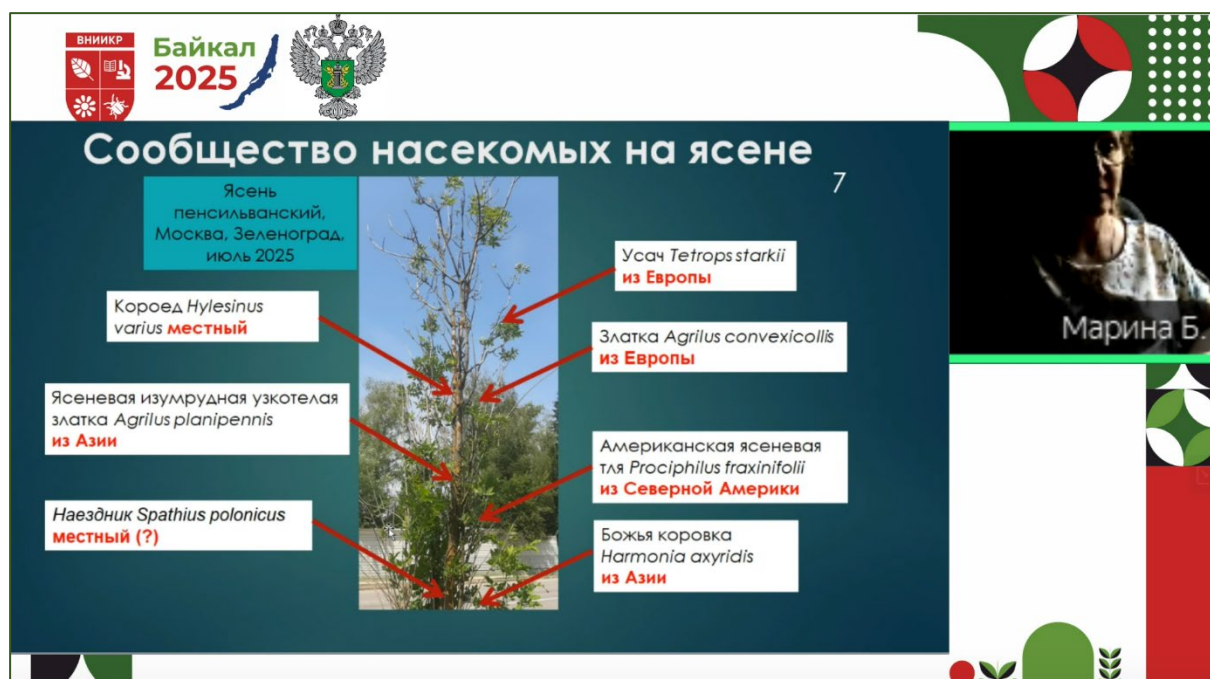 ВНИИКР
Байкал
2025
Сообщество насекомых на ясене
7
Ясень
пенсильванский,
Москва, Зеленоград,
июль 2025
Усач Tetrops starkii
из Европы
Короед Hylesinus
varius местный
Златка Agrilus convexicollis
из Европы
Ясеневая изумрудная узкотелая
златка Agrilus planipennis
из Азии
Американская ясеневая
тля Prociphilus fraxinifolii
из Северной Америки
Наездник Spathius polonicus
местный (?)
Божья коровка
Harmonia axyridis
из Азии
Марина Б.